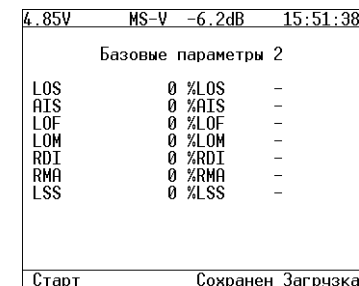 4.85V MS-V -6.2dB 15:51:38
Базовые параметры 2
LOS 0 %LOS -
AIS 0 %AIS -
LOF 0 %LOF -
LOM 0 %LOM -
RDI 0 %RDI -
RMA 0 %RMA -
LSS 0 %LSS -
Старт Сохранен Загрузка